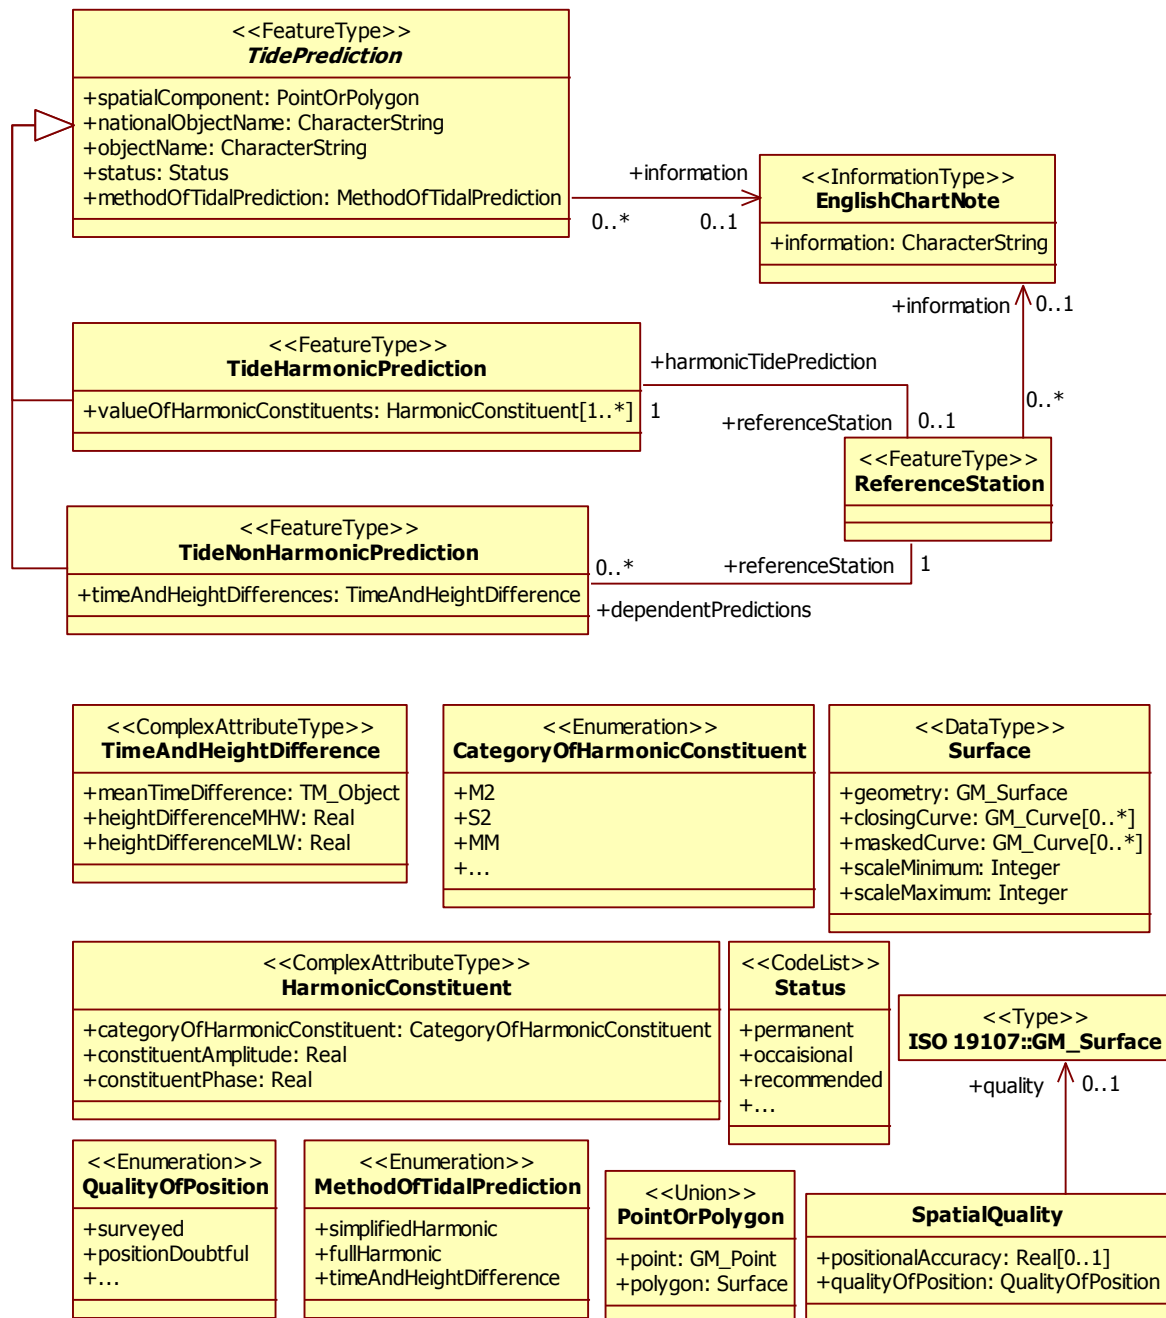 <<FeatureType>>
TidePrediction
+spatialComponent: PointOrPolygon
+nationalObjectName: CharacterString
+objectName: CharacterString
+status: Status
+methodOfTidalPrediction: MethodOfTidalPrediction
+information
0..*
0..1
<<InformationType>>
EnglishChartNote
+information: CharacterString
+information
0..1
0..*
<<FeatureType>>
TideHarmonicPrediction
+valueOfHarmonicConstituents: HarmonicConstituent[1..*]
+harmonicTidePrediction
1
+referenceStation
0..1
<<FeatureType>>
ReferenceStation
<<FeatureType>>
TideNonHarmonicPrediction
+timeAndHeightDifferences: TimeAndHeightDifference
0..*
+dependentPredictions
+referenceStation
1
<<ComplexAttributeType>>
TimeAndHeightDifference
+meanTimeDifference: TM_Object
+heightDifferenceMHW: Real
+heightDifferenceMLW: Real
<<Enumeration>>
CategoryOfHarmonicConstituent
+M2
+S2
+MM
+...
<<DataType>>
Surface
+geometry: GM_Surface
+closingCurve: GM_Curve[0..*]
+maskedCurve: GM_Curve[0..*]
+scaleMinimum: Integer
+scaleMaximum: Integer
<<ComplexAttributeType>>
HarmonicConstituent
+categoryOfHarmonicConstituent: CategoryOfHarmonicConstituent
+constituentAmplitude: Real
+constituentPhase: Real
<<CodeList>>
Status
+permanent
+occaisional
+recommended
+...
<<Type>>
ISO 19107::GM_Surface
+quality
0..1
<<Enumeration>>
QualityOfPosition
+surveyed
+positionDoubtful
+...
<<Enumeration>>
MethodOfTidalPrediction
+simplifiedHarmonic
+fullHarmonic
+timeAndHeightDifference
<<Union>>
PointOrPolygon
+point: GM_Point
+polygon: Surface
SpatialQuality
+positionalAccuracy: Real[0..1]
+qualityOfPosition: QualityOfPosition